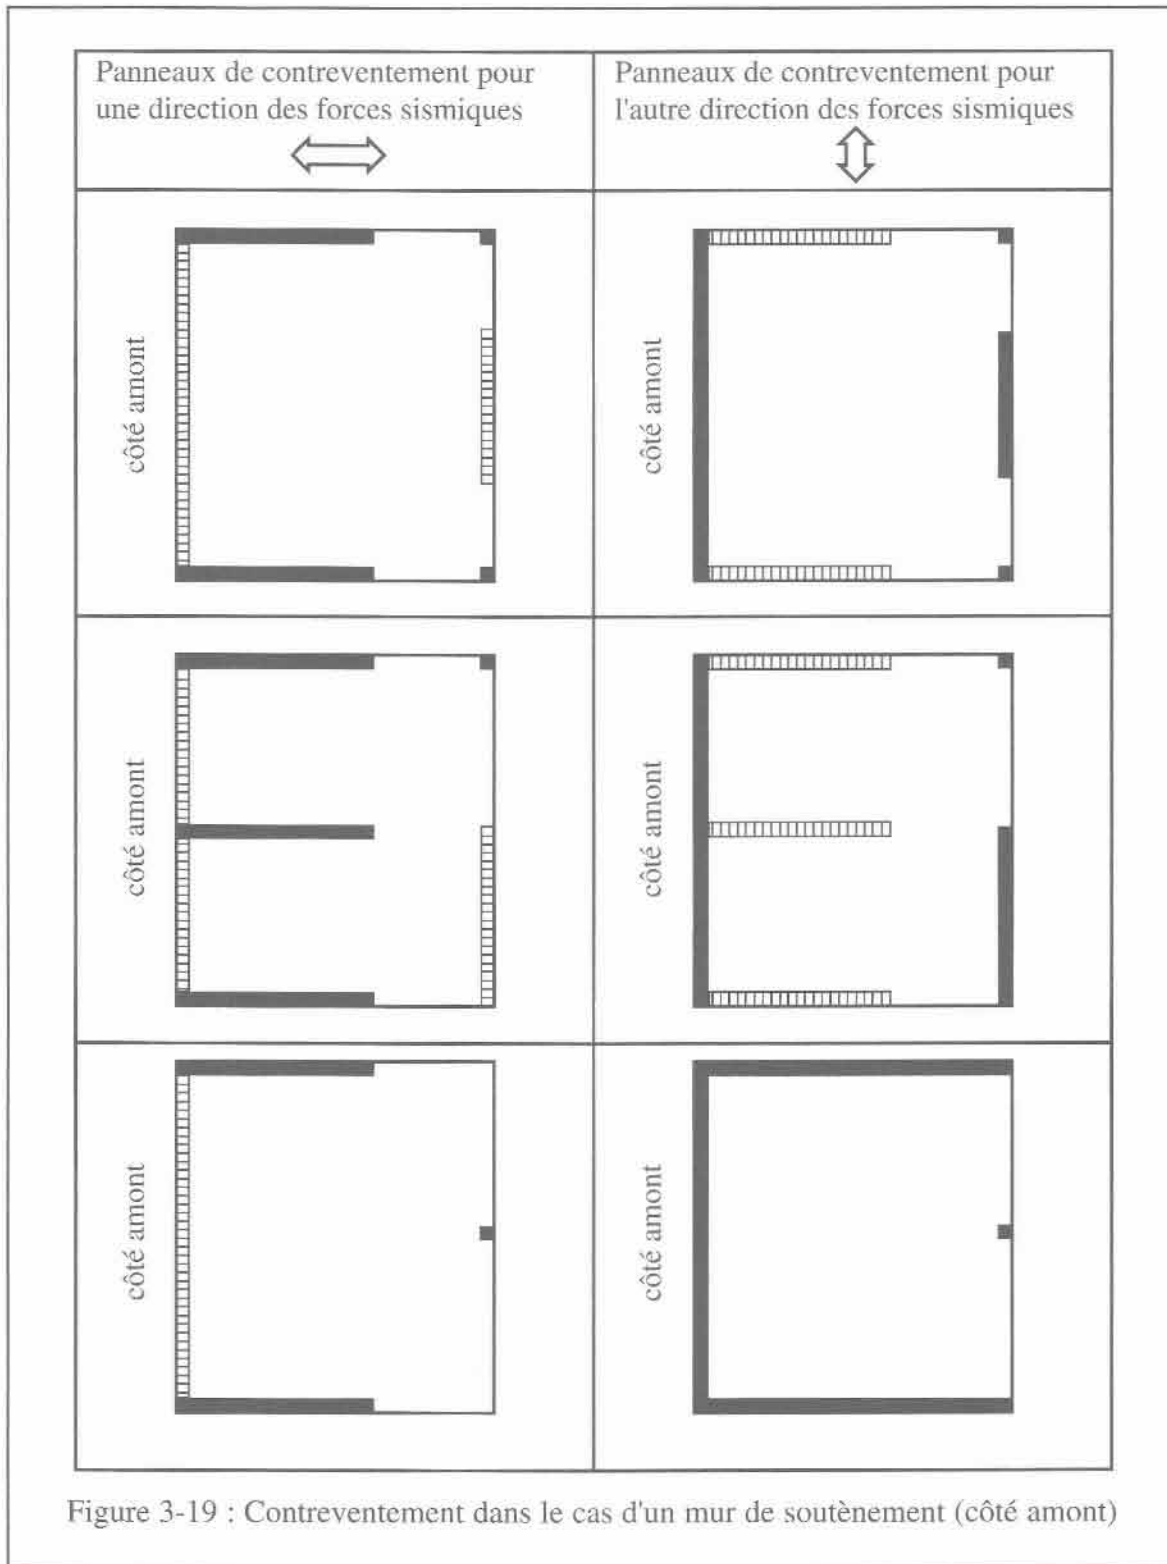 Panneaux de contreventement pour
une direction des forces sismiques
Panneaux de contreventement pour
l'autre direction des forces sismiques
côté amont
côté amont
côté amont
côté amont
côté amont
côté amont
Figure 3-19 : Contreventement dans le cas d'un mur de soutènement (côté amont)